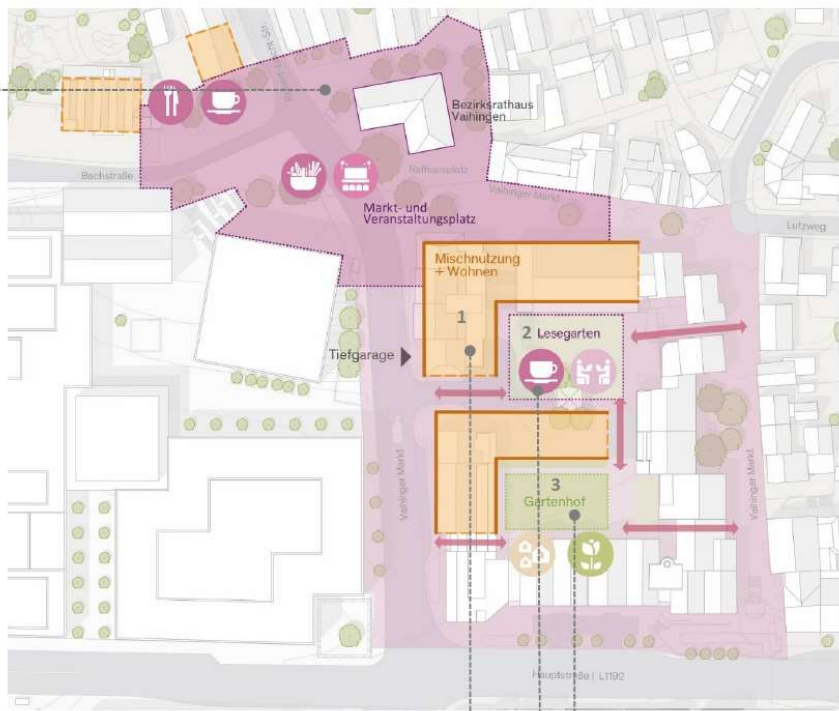 Bezirksrathaus
Vaihingen
Bachstraße
Rathausplatz
Markt- und
Veranstaltungsplatz
Vaihinger Markt
Lutzweg
Mischnutzung
+ Wohnen
1
2 Lesegarten
Tiefgarage
3
Gartenhof
Vaihinger Markt
Vaihinger Markt
Hauptstraße | L1192